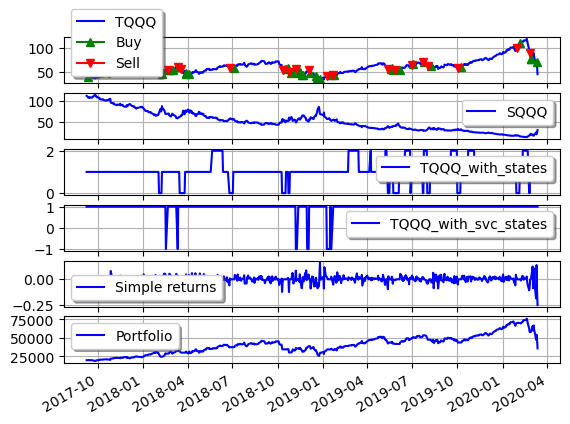 TQQQ
Buy
Sell
100
50
SQQQ
100
50
TQQQ_with_states
2
0
TQQQ_with_svc_states
1
0
−1
Simple returns
0.00
−0.25
Portfolio
75000
50000
25000
2017-10 2018-01 2018-04 2018-07 2018-10 2019-01 2019-04 2019-07 2019-10 2020-01 2020-04